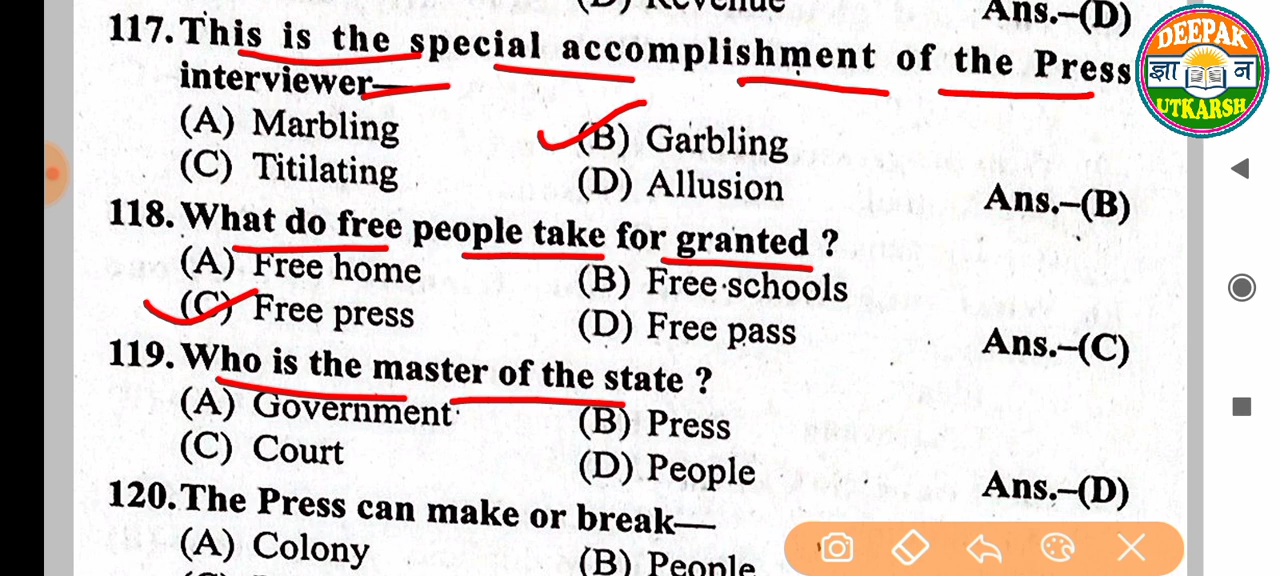 (D) Revenue Ans.–(D)
117. This is the special accomplishment of the Press
interviewer—
(A) Marbling (B) Garbling
(C) Titilating (D) Allusion Ans.–(B)
118. What do free people take for granted ?
(A) Free home (B) Free schools
(C) Free press (D) Free pass Ans.–(C)
119. Who is the master of the state ?
(A) Government (B) Press
(C) Court (D) People Ans.–(D)
120. The Press can make or break—
(A) Colony (B) People
DEEPAK
ज्ञान
UTKARSH